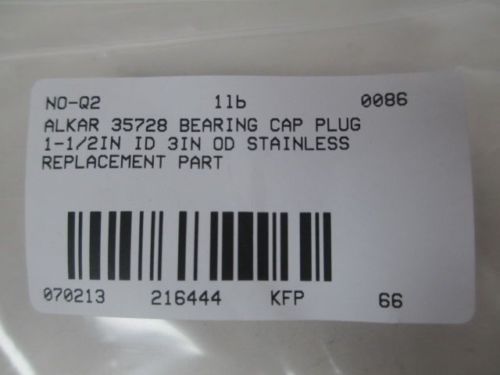 NO-Q2 1lb 0086
ALKAR 35728 BEARING CAP PLUG
1-1/2IN ID 3IN OD STAINLESS
REPLACEMENT PART
070213 216444 KFP 66